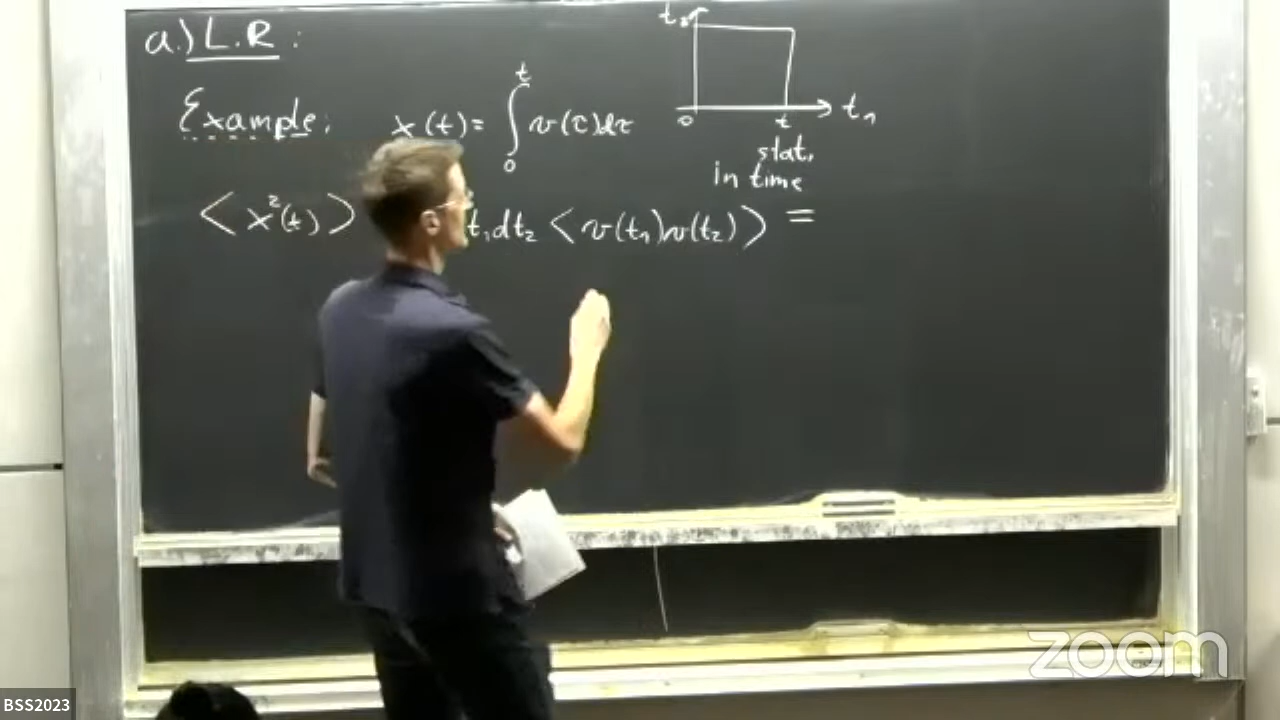 a.) L.R :
Example: x(t) = ∫₀ᵗ v(τ)dτ
t₂
0 t t₁
stat.
in time
<x²(t)> t₁dt₂ <v(t₁)v(t₂)> =
zoom
BSS2023